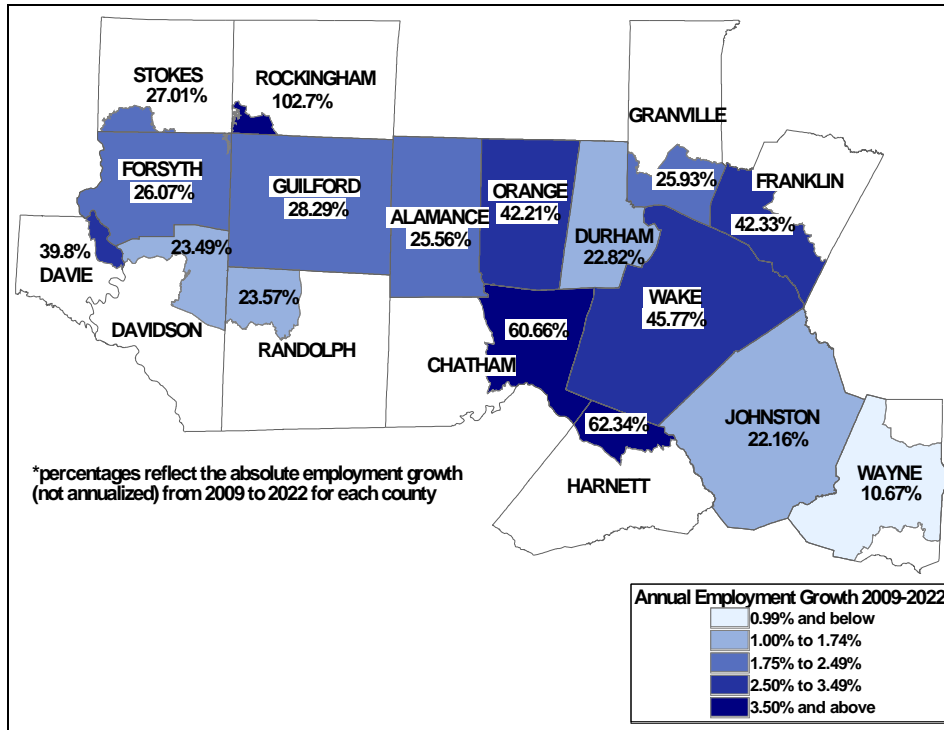 STOKES
27.01%
ROCKINGHAM
102.7%
GRANVILLE
25.93%
FRANKLIN
42.33%
FORSYTH
26.07%
GUILFORD
28.29%
ALAMANCE
25.56%
ORANGE
42.21%
DURHAM
22.82%
39.8%
DAVIE
23.49%
DAVIDSON
23.57%
RANDOLPH
WAKE
45.77%
60.66%
CHATHAM
62.34%
HARNETT
JOHNSTON
22.16%
WAYNE
10.67%
*percentages reflect the absolute employment growth
(not annualized) from 2009 to 2022 for each county
Annual Employment Growth 2009-2022
0.99% and below
1.00% to 1.74%
1.75% to 2.49%
2.50% to 3.49%
3.50% and above